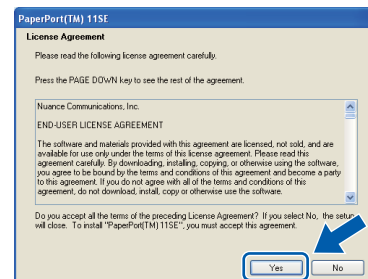 PaperPort(TM) 11SE
License Agreement
Please read the following license agreement carefully.
Press the PAGE DOWN key to see the rest of the agreement.
Nuance Communications, Inc.
END-USER LICENSE AGREEMENT
The software and materials provided with this agreement are licensed, not sold, and are
available for use only under the terms of this license agreement. Please read this
agreement carefully. By downloading, installing, copying, or otherwise using the software,
you agree to be bound by the terms and conditions of this agreement and become a party
to this agreement. If you do not agree with all of the terms and conditions of this
agreement, do not download, install, copy or otherwise use the software.
Do you accept all the terms of the preceding License Agreement? If you select No, the setup
will close. To install "PaperPort(TM) 11SE", you must accept this agreement.
Yes
No